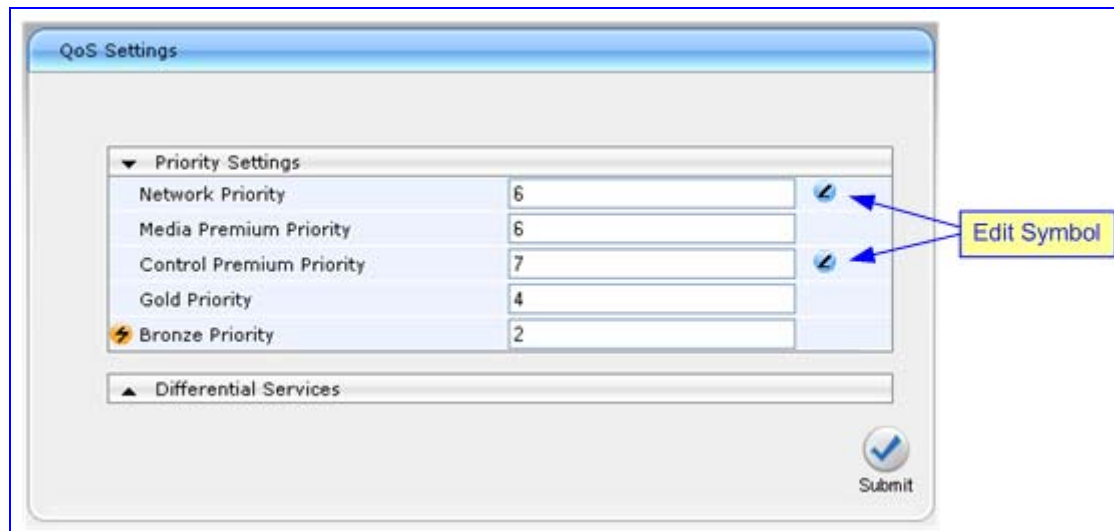 QoS Settings
Priority Settings
Network Priority 6
Media Premium Priority 6
Control Premium Priority 7
Gold Priority 4
Bronze Priority 2
Edit Symbol
Differential Services
Submit